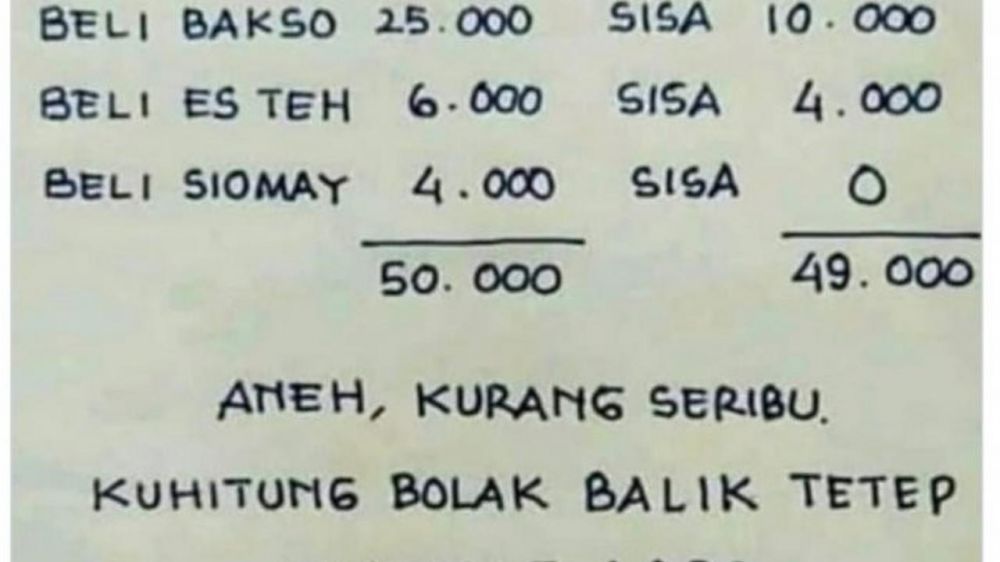 BELI BAKSO 25.000 SISA 10.000
BELI ES TEH 6.000 SISA 4.000
BELI SIOMAY 4.000 SISA 0
50.000 49.000
ANEH, KURANG SERIBU.
KUHITUNG BOLAK BALIK TETEP